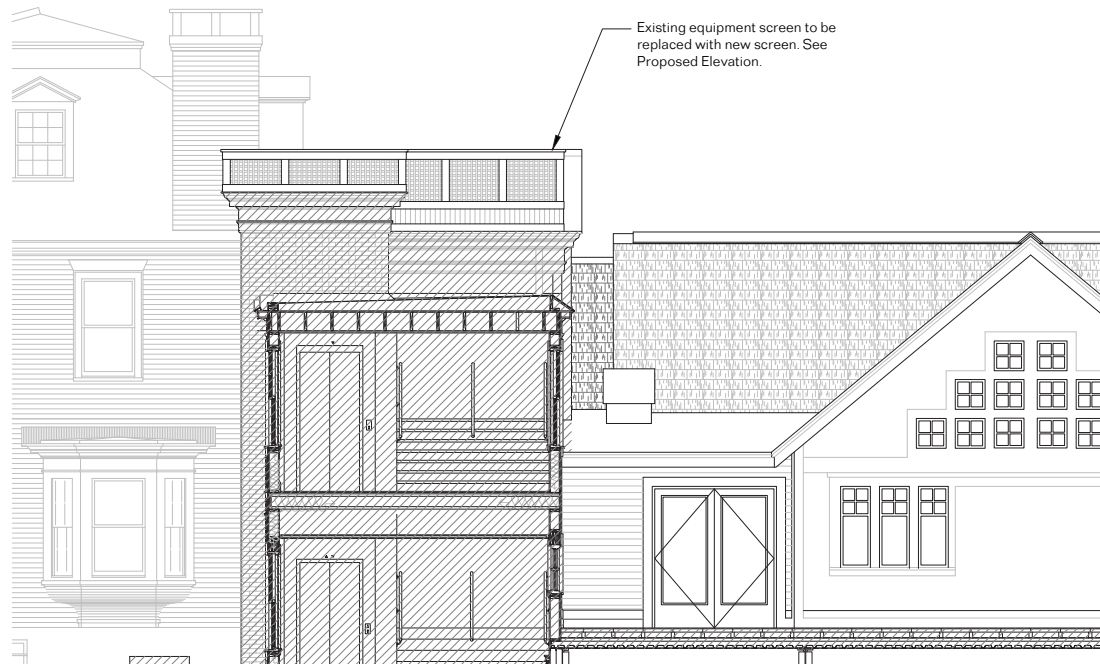 Existing equipment screen to be
replaced with new screen. See
Proposed Elevation.